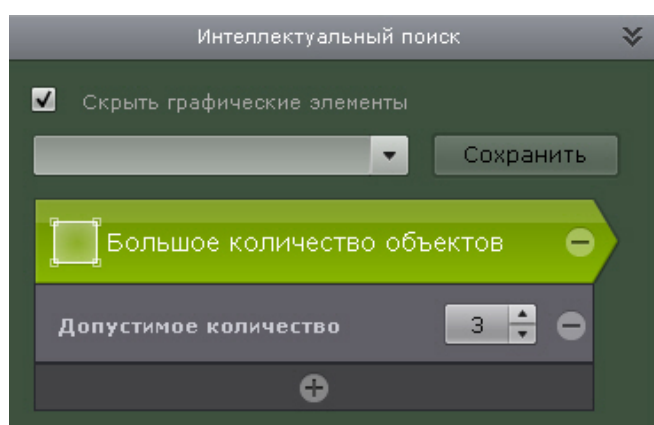 Интеллектуальный поиск
Скрыть графические элементы
Сохранить
Большое количество объектов
Допустимое количество 3